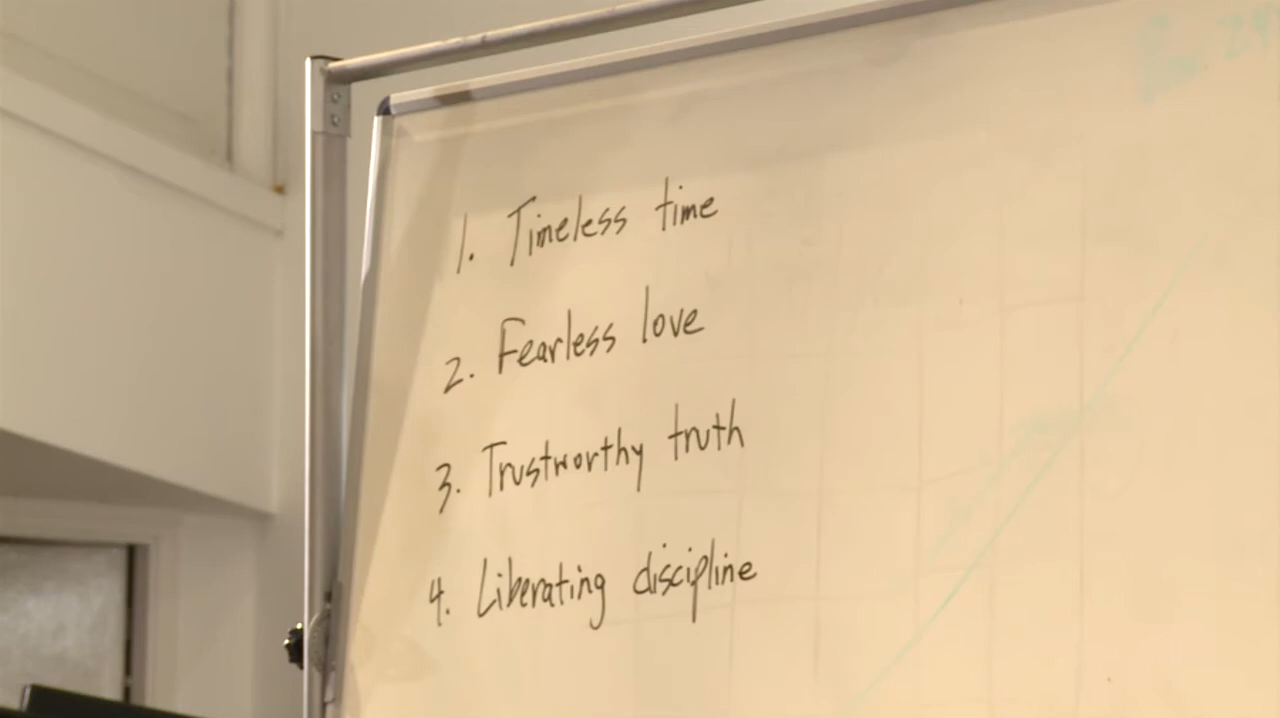 1. Timeless time
2. Fearless love
3. Trustworthy truth
4. Liberating discipline